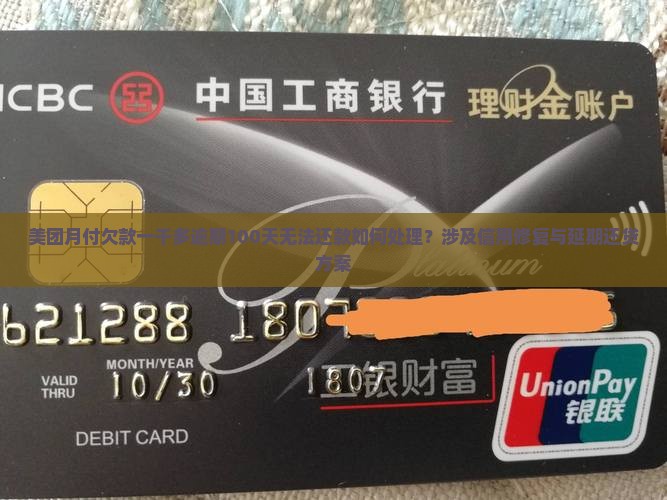 ICBC 中国工商银行 理财金账户
美团月付欠款一千多逾期100天无法还款如何处理？涉及信用修复与延期还款
方案
Platinum
621288 180
MONTH/YEAR
VALID THRU 10/30 1807 工银财富
UnionPay
银联
DEBIT CARD